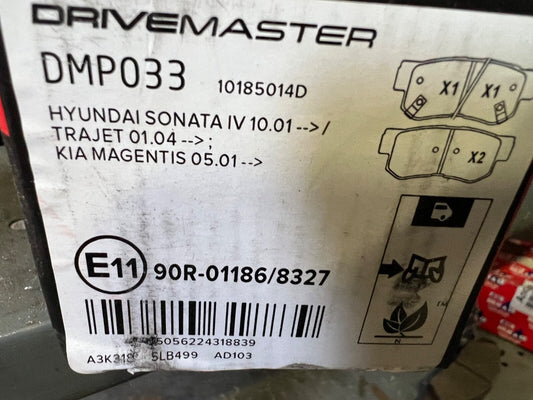 DRIVEMASTER
DMP033 10185014D
X1 X1
HYUNDAI SONATA IV 10.01 -->/
TRAJET 01.04 -->;
KIA MAGENTIS 05.01 -->
X2
E11 90R-01186/8327
5056224318839
A3K318 5LB499 AD103
N